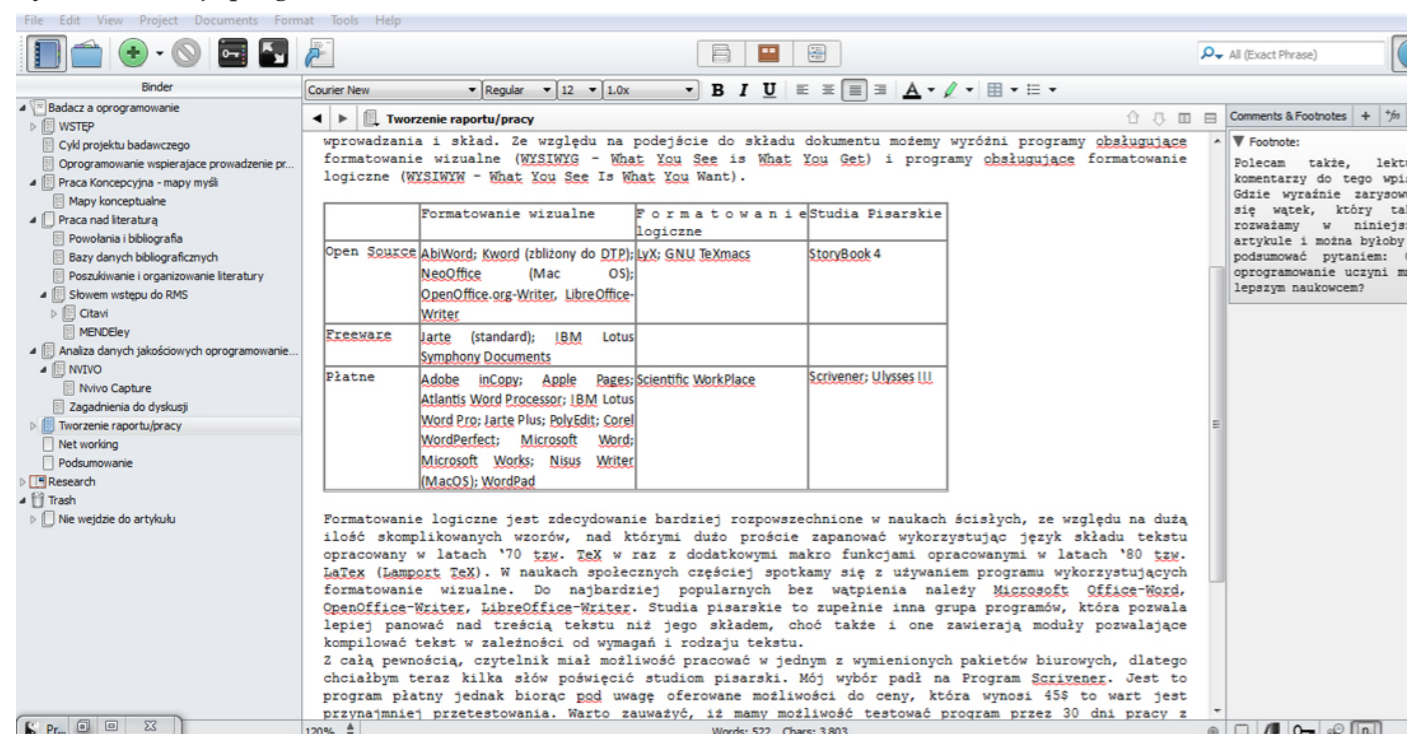 File Edit View Project Documents Format Tools Help
All (Exact Phrase)
Binder
Courier New Regular 12 1.0x B I U A
Badacz a oprogramowanie
WSTĘP
Cykl projektu badawczego
Oprogramowanie wspierajace prowadzenie pr...
Praca Koncepcyjna - mapy myśli
Mapy konceptualne
Praca nad literaturą
Powołania i bibliografia
Bazy danych bibliograficznych
Poszukiwanie i organizowanie literatury
Słowem wstępu do RMS
Citavi
MENDEley
Analiza danych jakościowych oprogramowanie...
NVIVO
Nvivo Capture
Zagadnienia do dyskusji
Tworzenie raportu/pracy
Net working
Podsumowanie
Research
Trash
Nie wejdzie do artykułu
Tworzenie raportu/pracy
wprowadzania i skład. Ze względu na podejście do składu dokumentu możemy wyróżni programy obsługujące
formatowanie wizualne (WYSIWYG - What You See is What You Get) i programy obsługujące formatowanie
logiczne (WYSIWYW - What You See Is What You Want).
Formatowanie wizualne Formatowanie Studia Pisarskie
logiczne
Open Source AbiWord; Kword (zbliżony do DTP); LyX; GNU TeXmacs StoryBook 4
NeoOffice (Mac OS);
OpenOffice.org-Writer, LibreOffice-
Writer
Freeware Jarte (standard); IBM Lotus
Symphony Documents
Płatne Adobe inCopy; Apple Pages; Scientific WorkPlace Scrivener; Ulysses III
Atlantis Word Processor; IBM Lotus
Word Pro; Jarte Plus; PolyEdit; Corel
WordPerfect; Microsoft Word;
Microsoft Works; Nisus Writer
(MacOS); WordPad
Formatowanie logiczne jest zdecydowanie bardziej rozpowszechnione w naukach ścisłych, ze względu na dużą
ilość skomplikowanych wzorów, nad którymi dużo proście zapanować wykorzystując język składu tekstu
opracowany w latach '70 tzw. TeX w raz z dodatkowymi makro funkcjami opracowanymi w latach '80 tzw.
LaTex (Lamport TeX). W naukach społecznych częściej spotkamy się z używaniem programu wykorzystujących
formatowanie wizualne. Do najbardziej popularnych bez wątpienia należy Microsoft Office-Word,
OpenOffice-Writer, LibreOffice-Writer. Studia pisarskie to zupełnie inna grupa programów, która pozwala
lepiej panować nad treścią tekstu niż jego składem, choć także i one zawierają moduły pozwalające
kompilować tekst w zależności od wymagań i rodzaju tekstu.
Z całą pewnością, czytelnik miał możliwość pracować w jednym z wymienionych pakietów biurowych, dlatego
chciałbym teraz kilka słów poświęcić studiom pisarski. Mój wybór padł na Program Scrivener. Jest to
program płatny jednak biorąc pod uwagę oferowane możliwości do ceny, która wynosi 45$ to wart jest
przynajmniej przetestowania. Warto zauważyć, iż mamy możliwość testować program przez 30 dni pracy z
Comments & Footnotes
Footnote:
Polecam także, lekt
komentarzy do tego wpi
Gdzie wyraźnie zarysow
się wątek, który ta
rozważamy w niniejs
artykule i można byłoby
podsumować pytaniem:
oprogramowanie uczyni m
lepszym naukowcem?
Pr...
120% Words: 522 Chars: 3,803